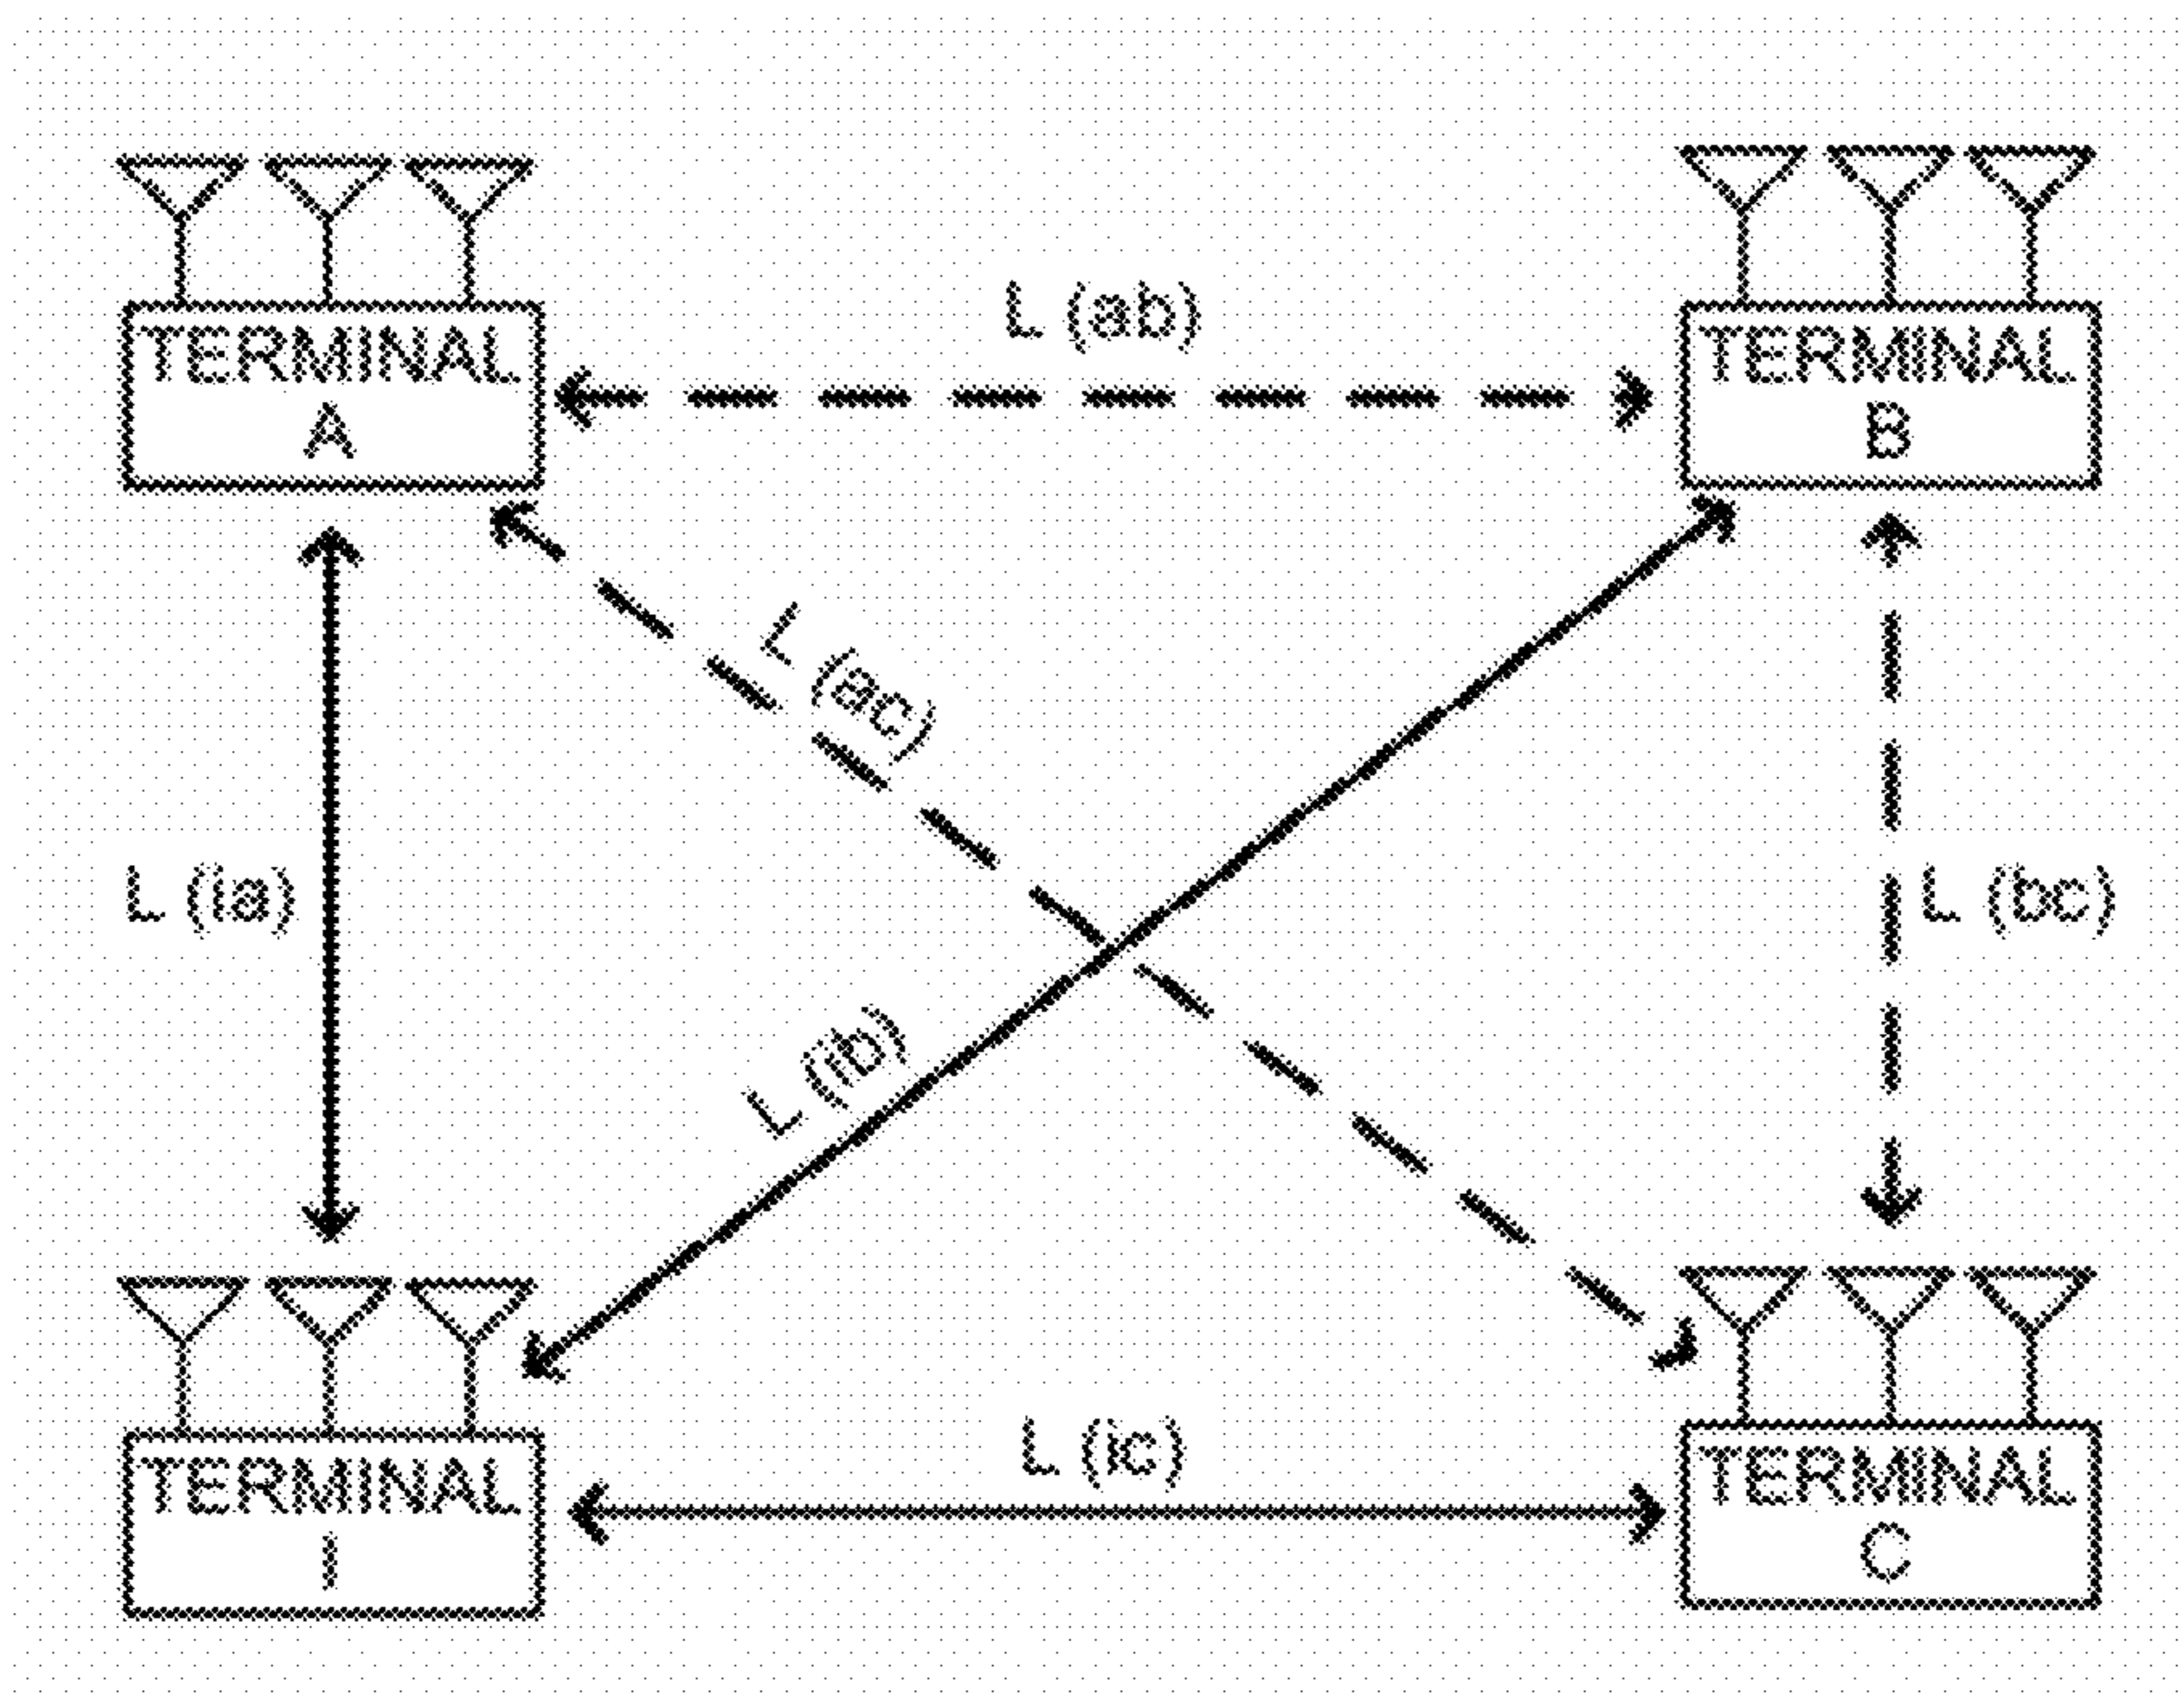 L (ab)
TERMINAL
A
TERMINAL
B
L (ac)
L (ia)
L (bc)
L (ib)
L (ic)
TERMINAL
I
TERMINAL
C